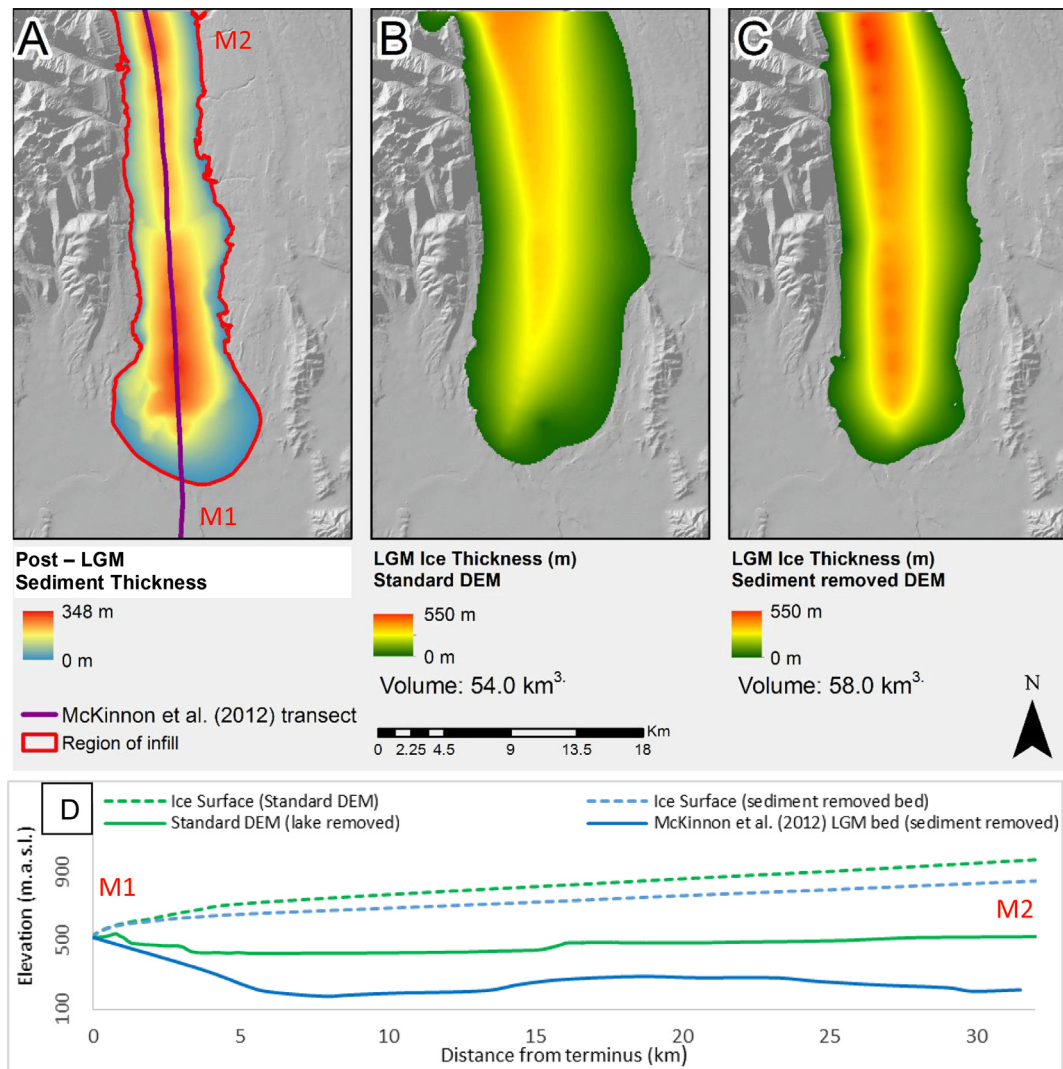 A
M2
B
C
M1
Post – LGM
Sediment Thickness
348 m
0 m
McKinnon et al. (2012) transect
Region of infill
LGM Ice Thickness (m)
Standard DEM
550 m
0 m
Volume: 54.0 km3.
LGM Ice Thickness (m)
Sediment removed DEM
550 m
0 m
Volume: 58.0 km3.
N
Km
0 2.25 4.5 9 13.5 18
D
Ice Surface (Standard DEM)
Ice Surface (sediment removed bed)
Standard DEM (lake removed)
McKinnon et al. (2012) LGM bed (sediment removed)
Elevation (m.a.s.l.)
900
500
100
M1
M2
0 5 10 15 20 25 30
Distance from terminus (km)